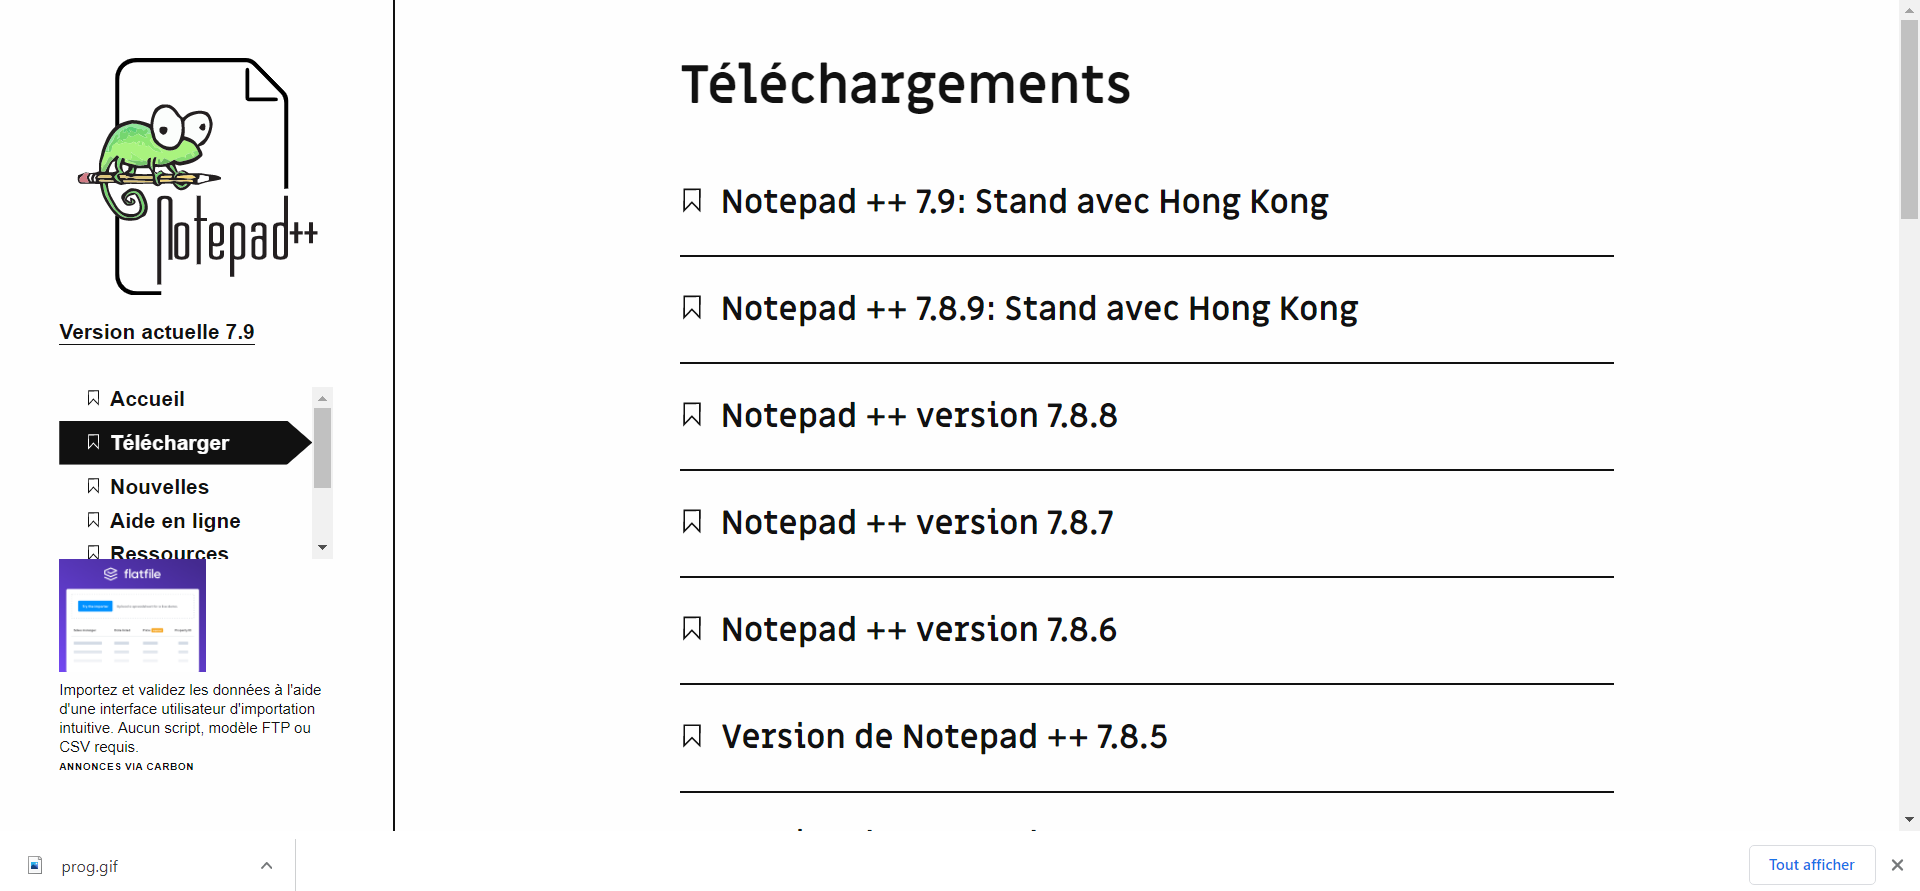 Notepad++
Version actuelle 7.9
Accueil
Télécharger
Nouvelles
Aide en ligne
Ressources
flatfile
Importez et validez les données à l'aide
d'une interface utilisateur d'importation
intuitive. Aucun script, modèle FTP ou
CSV requis.
ANNONCES VIA CARBON
Téléchargements
Notepad ++ 7.9: Stand avec Hong Kong
Notepad ++ 7.8.9: Stand avec Hong Kong
Notepad ++ version 7.8.8
Notepad ++ version 7.8.7
Notepad ++ version 7.8.6
Version de Notepad ++ 7.8.5
prog.gif
Tout afficher